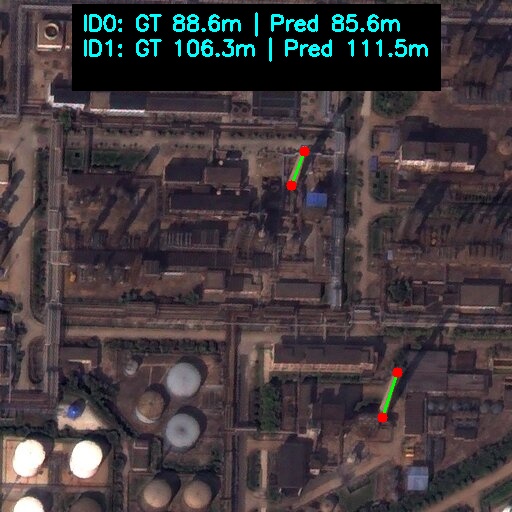 ID0: GT 88.6m | Pred 85.6m
ID1: GT 106.3m | Pred 111.5m